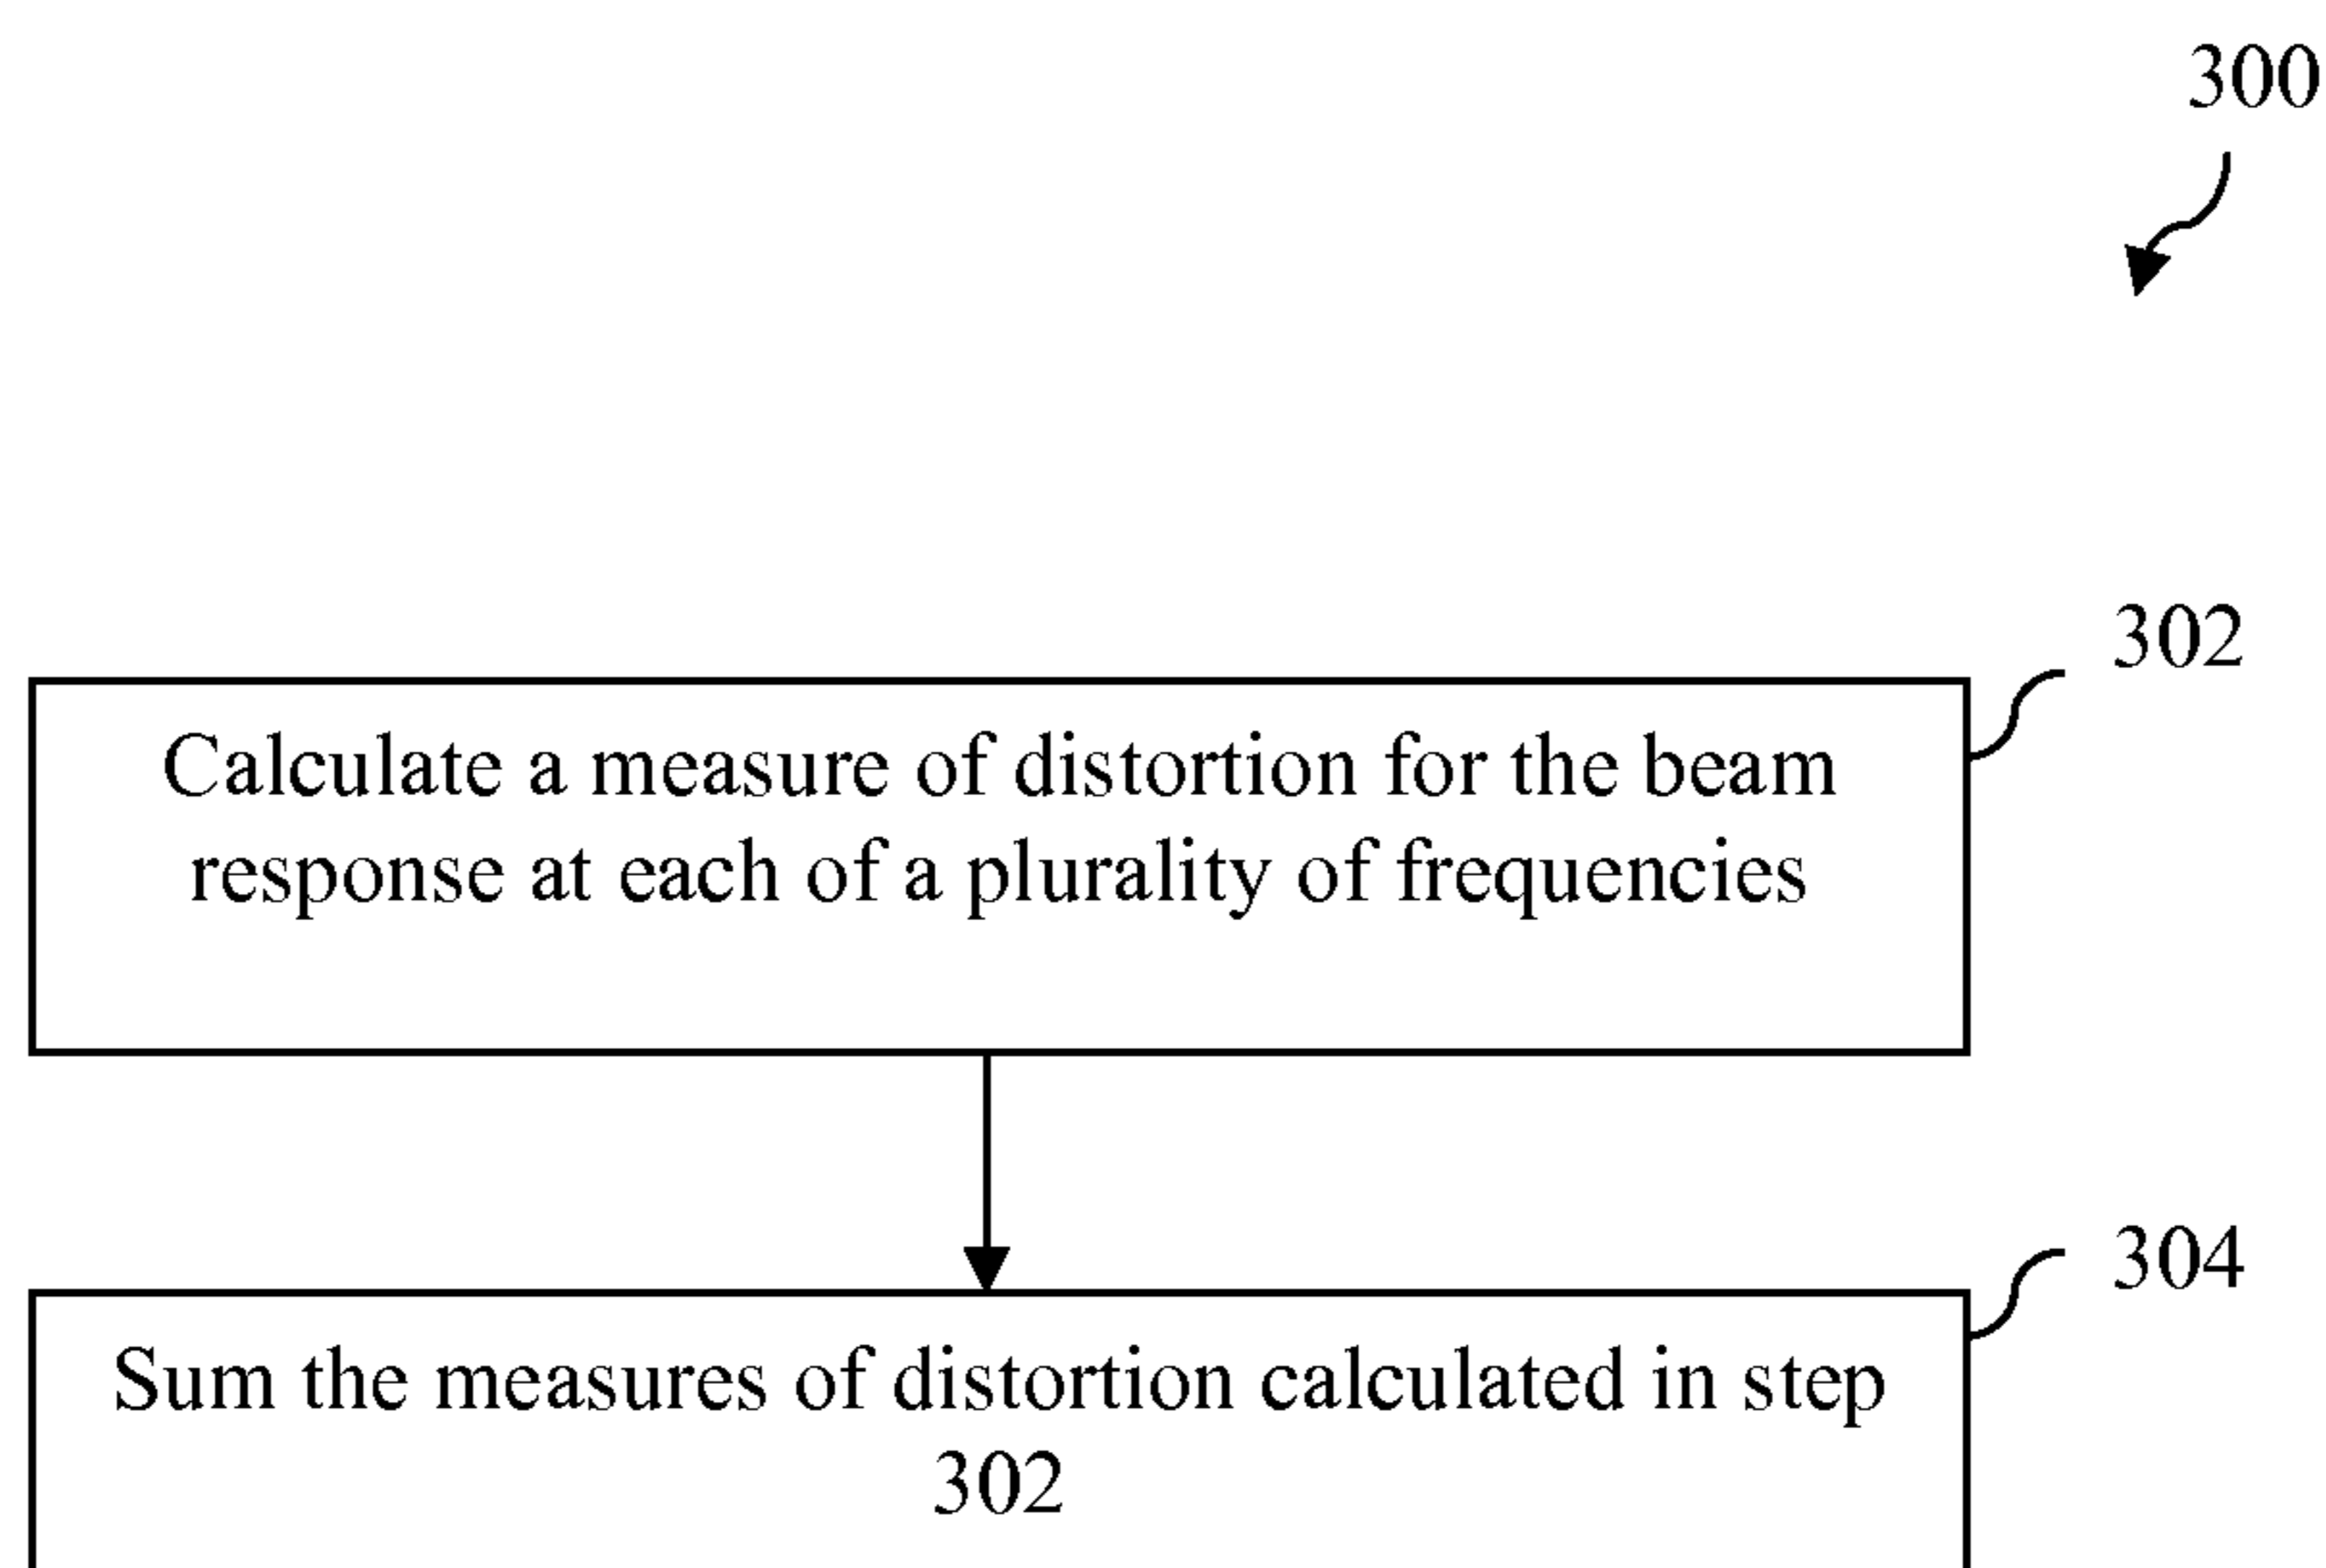 300
302
Calculate a measure of distortion for the beam
response at each of a plurality of frequencies
304
Sum the measures of distortion calculated in step
302